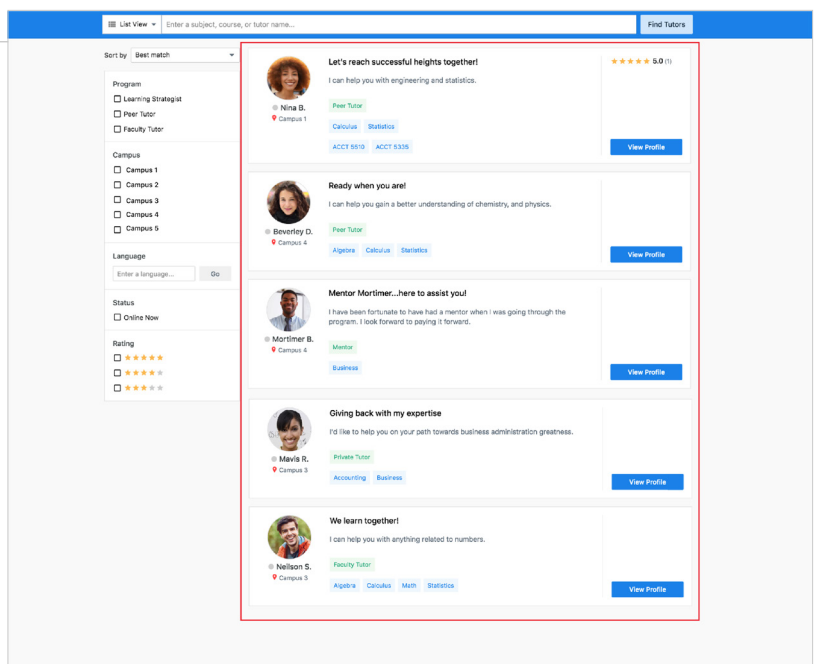 List View
Enter a subject, course, or tutor name...
Find Tutors
Sort by Best match
Program
Learning Strategist
Peer Tutor
Faculty Tutor
Campus
Campus 1
Campus 2
Campus 3
Campus 4
Campus 5
Language
Enter a language... Go
Status
Online Now
Rating
Let's reach successful heights together!
I can help you with engineering and statistics.
Nina B.
Campus 1
Peer Tutor
Calculus Statistics
ACCT 5510 ACCT 5335
5.0 (1)
View Profile
Ready when you are!
I can help you gain a better understanding of chemistry, and physics.
Beverley D.
Campus 4
Peer Tutor
Algebra Calculus Statistics
View Profile
Mentor Mortimer...here to assist you!
I have been fortunate to have had a mentor when I was going through the
program. I look forward to paying it forward.
Mortimer B.
Campus 4
Mentor
Business
View Profile
Giving back with my expertise
I'd like to help you on your path towards business administration greatness.
Mavis R.
Campus 3
Private Tutor
Accounting Business
View Profile
We learn together!
I can help you with anything related to numbers.
Neilson S.
Campus 3
Faculty Tutor
Algebra Calculus Math Statistics
View Profile